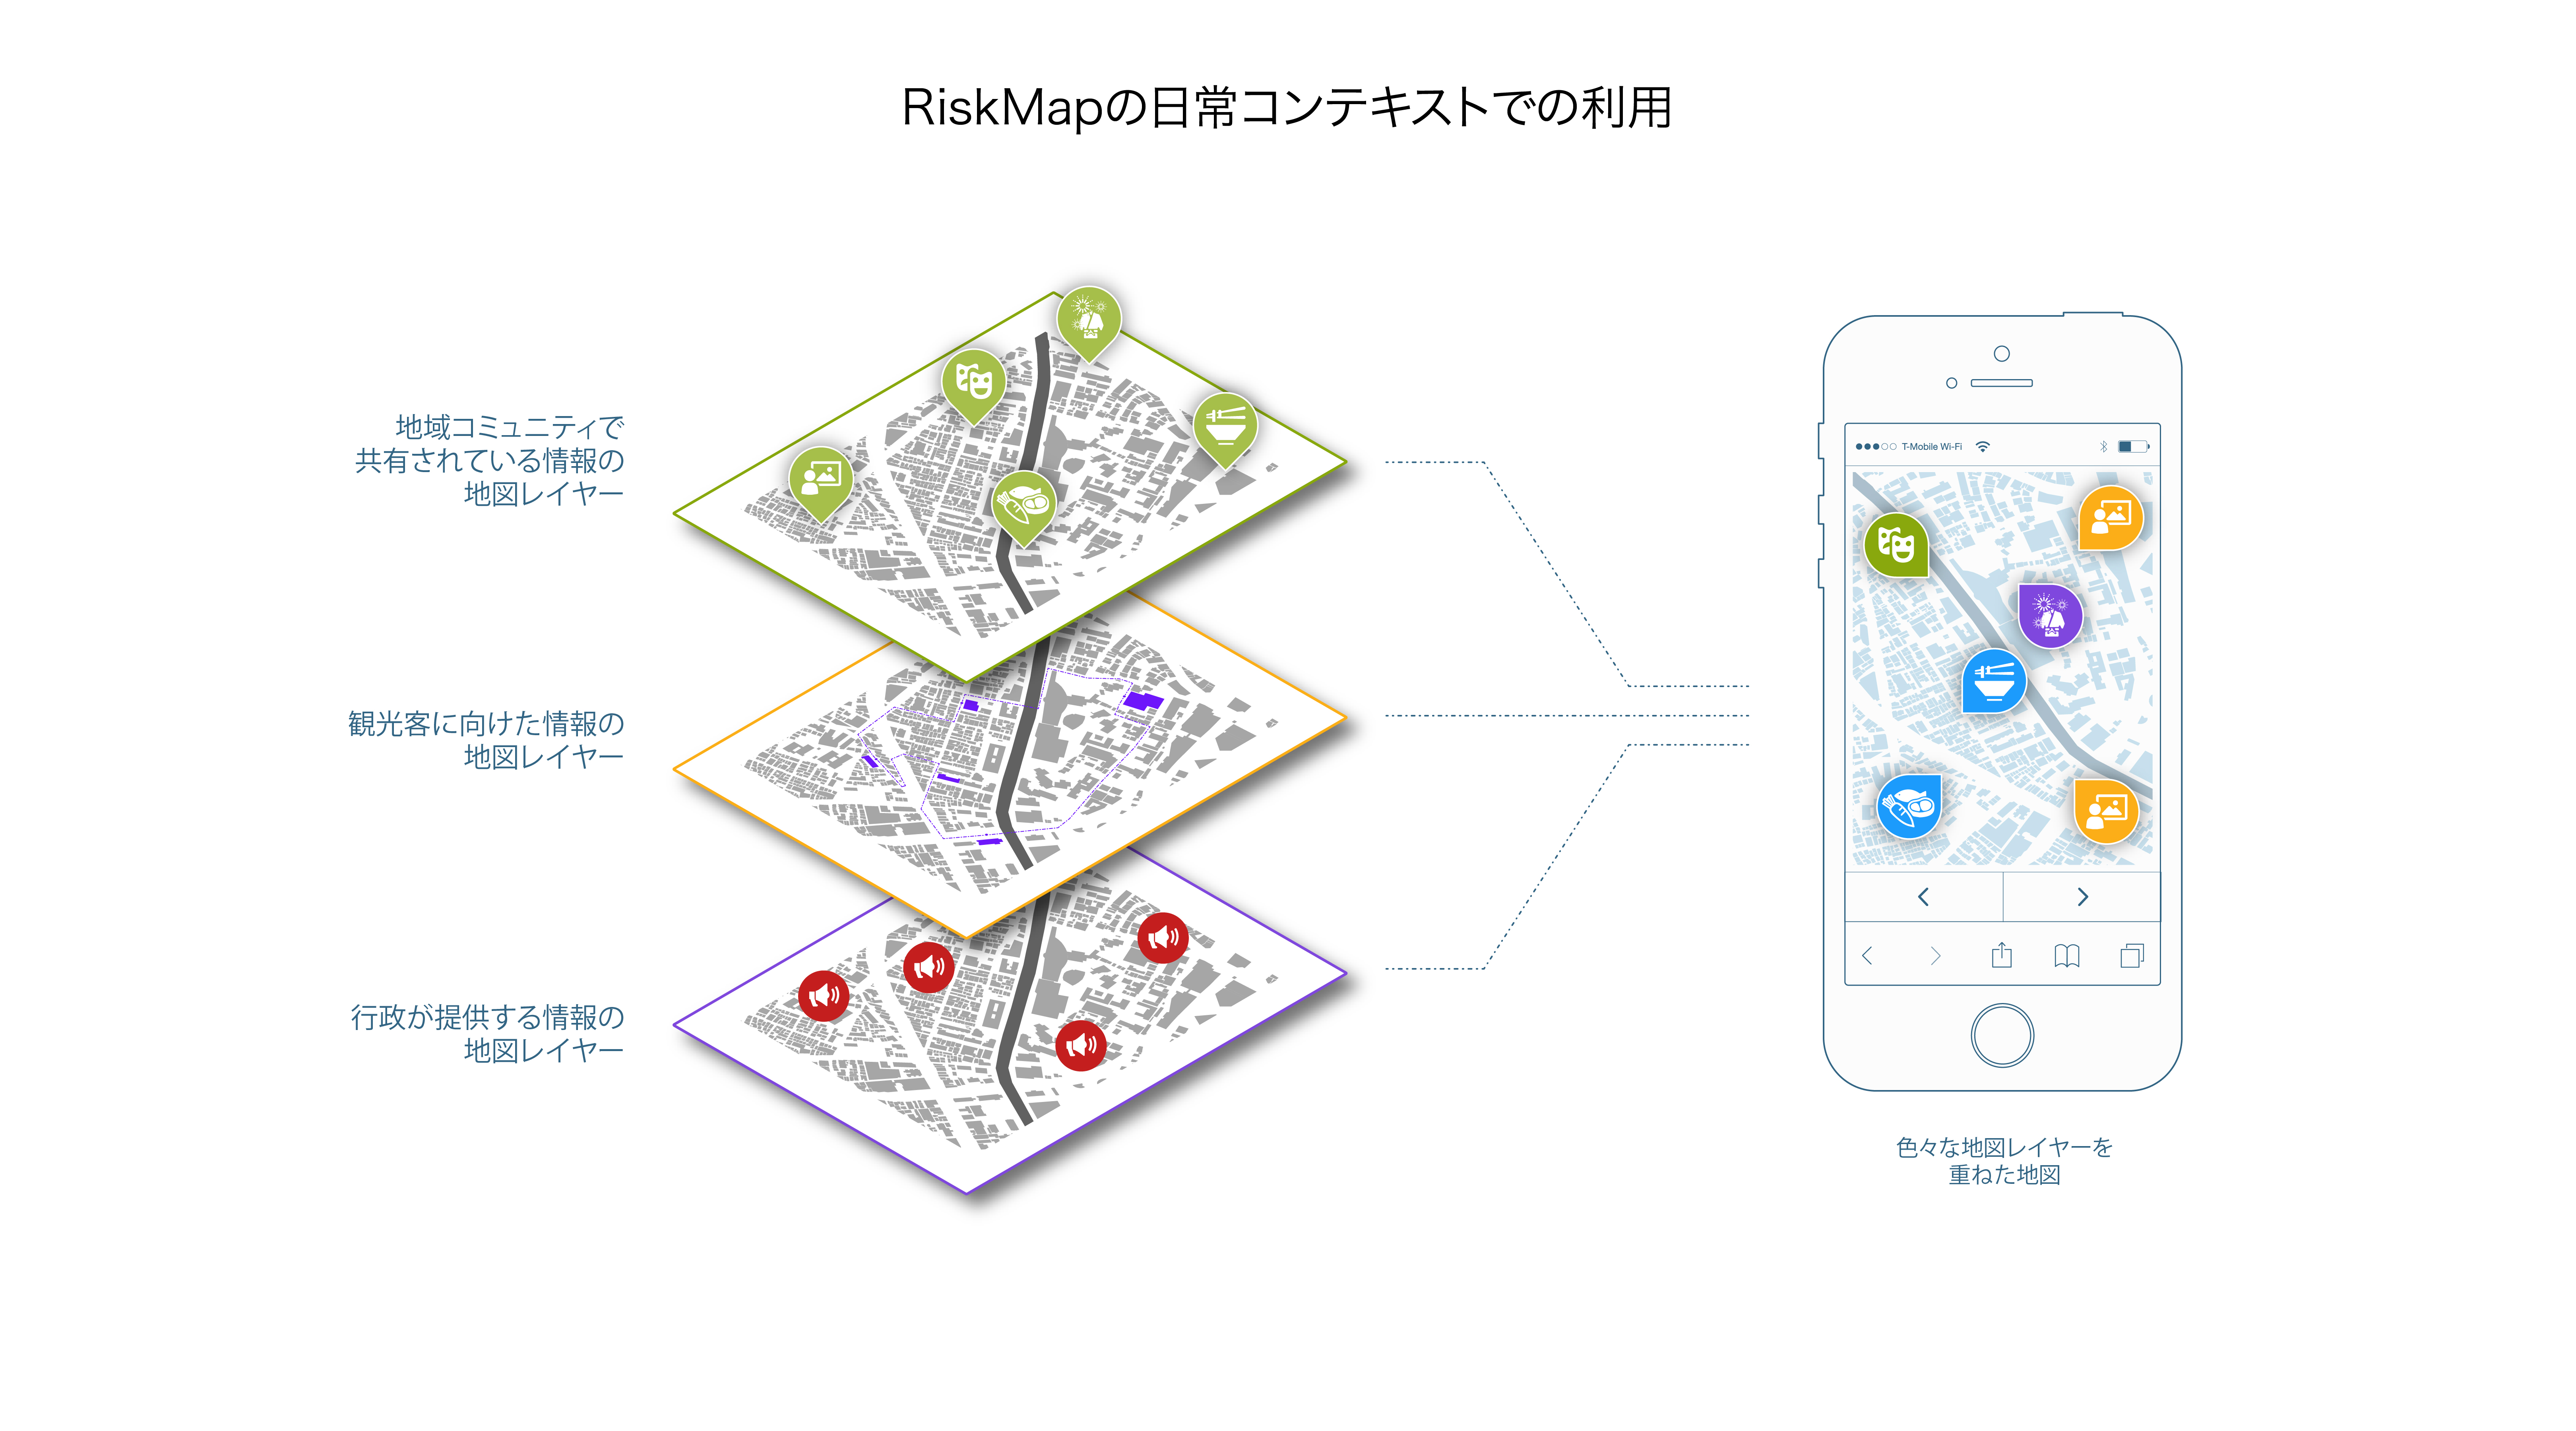 RiskMapの日常コンテキストでの利用
地域コミュニティで
共有されている情報の
地図レイヤー
観光客に向けた情報の
地図レイヤー
行政が提供する情報の
地図レイヤー
T-Mobile Wi-Fi
色々な地図レイヤーを
重ねた地図